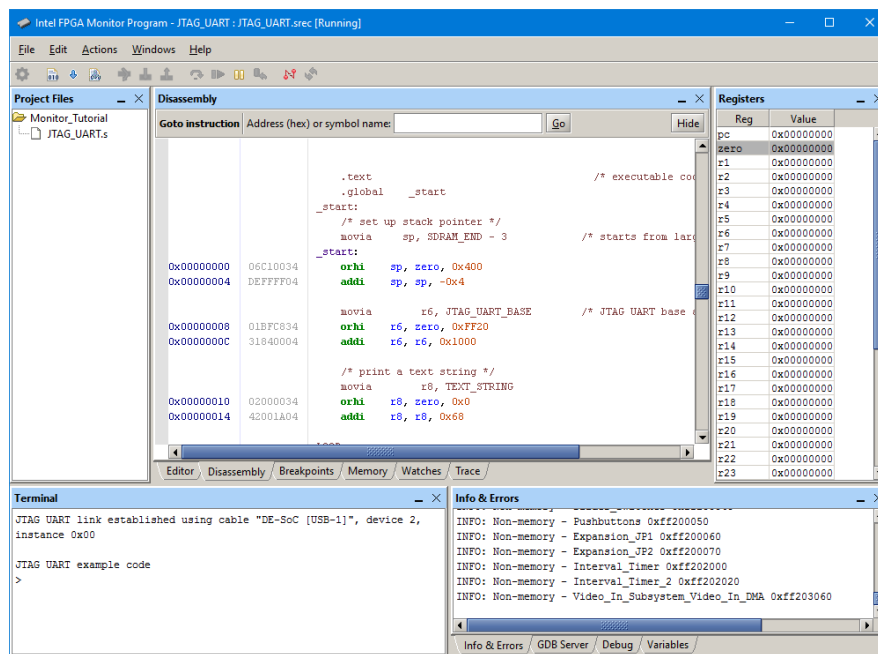 Intel FPGA Monitor Program - JTAG_UART : JTAG_UART.srec [Running]
File Edit Actions Windows Help
Project Files
Monitor_Tutorial
JTAG_UART.s
Disassembly
Goto instruction Address (hex) or symbol name: Go Hide
.text /* executable co
.global _start
_start:
/* set up stack pointer */
movia sp, SDRAM_END - 3 /* starts from larg
_start:
0x00000000 06C10034 orhi sp, zero, 0x400
0x00000004 DEFFFF04 addi sp, sp, -0x4
movia r6, JTAG_UART_BASE /* JTAG UART base a
0x00000008 01BFC834 orhi r6, zero, 0xFF20
0x0000000C 31840004 addi r6, r6, 0x1000
/* print a text string */
movia r8, TEXT_STRING
0x00000010 02000034 orhi r8, zero, 0x0
0x00000014 42001A04 addi r8, r8, 0x68
Editor Disassembly Breakpoints Memory Watches Trace
Registers
Reg Value
pc 0x00000000
zero 0x00000000
r1 0x00000000
r2 0x00000000
r3 0x00000000
r4 0x00000000
r5 0x00000000
r6 0x00000000
r7 0x00000000
r8 0x00000000
r9 0x00000000
r10 0x00000000
r11 0x00000000
r12 0x00000000
r13 0x00000000
r14 0x00000000
r15 0x00000000
r16 0x00000000
r17 0x00000000
r18 0x00000000
r19 0x00000000
r20 0x00000000
r21 0x00000000
r22 0x00000000
r23 0x00000000
Terminal
JTAG UART link established using cable "DE-SoC [USB-1]", device 2,
instance 0x00
JTAG UART example code
>
Info & Errors
INFO: Non-memory - Pushbuttons 0xff200050
INFO: Non-memory - Expansion_JP1 0xff200060
INFO: Non-memory - Expansion_JP2 0xff200070
INFO: Non-memory - Interval_Timer 0xff202000
INFO: Non-memory - Interval_Timer_2 0xff202020
INFO: Non-memory - Video_In_Subsystem_Video_In_DMA 0xff203060
Info & Errors GDB Server Debug Variables